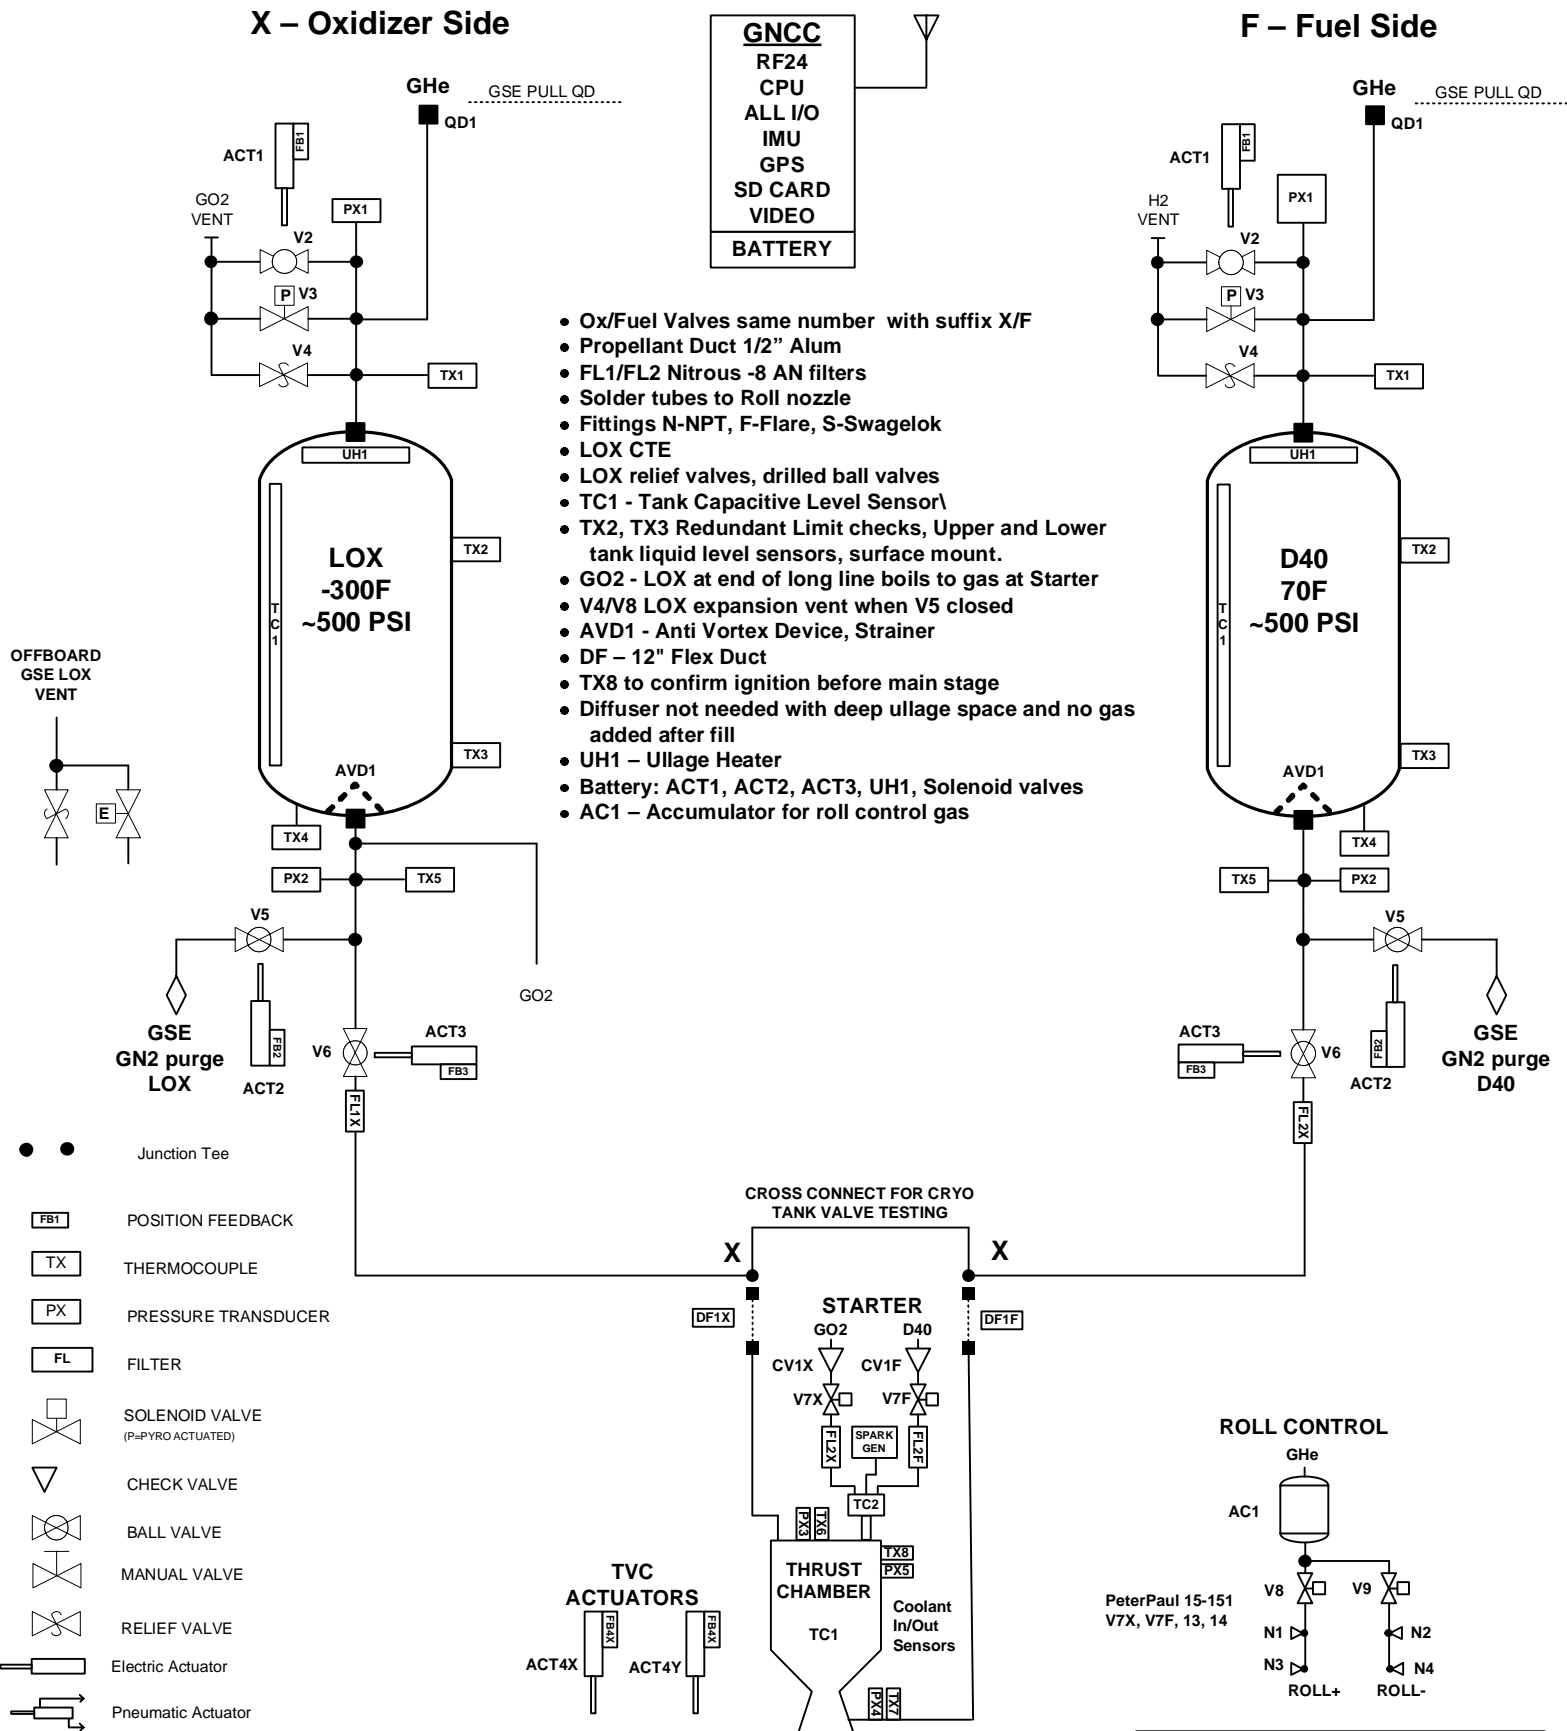 X – Oxidizer Side
GNCC
RF24
CPU
ALL I/O
IMU
GPS
SD CARD
VIDEO
BATTERY
F – Fuel Side
GHe
GSE PULL QD
QD1
FB1
ACT1
GO2
VENT
PX1
V2
P
V3
V4
TX1
UH1
LOX
-300F
~500 PSI
T
C
1
TX2
TX3
AVD1
TX4
PX2
TX5
OFFBOARD
GSE LOX
VENT
E
V5
GO2
GSE
GN2 purge
LOX
FB2
ACT2
V6
ACT3
FB3
FL1X
• Ox/Fuel Valves same number with suffix X/F
• Propellant Duct 1/2” Alum
• FL1/FL2 Nitrous -8 AN filters
• Solder tubes to Roll nozzle
• Fittings N-NPT, F-Flare, S-Swagelok
• LOX CTE
• LOX relief valves, drilled ball valves
• TC1 - Tank Capacitive Level Sensor\
• TX2, TX3 Redundant Limit checks, Upper and Lower
tank liquid level sensors, surface mount.
• GO2 - LOX at end of long line boils to gas at Starter
• V4/V8 LOX expansion vent when V5 closed
• AVD1 - Anti Vortex Device, Strainer
• DF – 12" Flex Duct
• TX8 to confirm ignition before main stage
• Diffuser not needed with deep ullage space and no gas
added after fill
• UH1 – Ullage Heater
• Battery: ACT1, ACT2, ACT3, UH1, Solenoid valves
• AC1 – Accumulator for roll control gas
GHe
GSE PULL QD
QD1
FB1
ACT1
H2
VENT
PX1
V2
P
V3
V4
TX1
UH1
D40
70F
~500 PSI
T
C
1
TX2
TX3
AVD1
TX4
TX5
PX2
V5
GSE
GN2 purge
D40
FB2
ACT2
ACT3
FB3
V6
FL2X
Junction Tee
FB1
POSITION FEEDBACK
TX
THERMOCOUPLE
PX
PRESSURE TRANSDUCER
FL
FILTER
SOLENOID VALVE
(P=PYRO ACTUATED)
CHECK VALVE
BALL VALVE
MANUAL VALVE
RELIEF VALVE
Electric Actuator
Pneumatic Actuator
CROSS CONNECT FOR CRYO
TANK VALVE TESTING
X
X
DF1X
DF1F
STARTER
GO2
D40
CV1X
CV1F
V7X
V7F
FL2X
SPARK
GEN
FL2F
TC2
PX3
TX6
TX8
PX5
THRUST
CHAMBER
TC1
Coolant
In/Out
Sensors
PX4
TX7
TVC
ACTUATORS
FB4X
FB4X
ACT4X
ACT4Y
ROLL CONTROL
GHe
AC1
V8
V9
PeterPaul 15-151
V7X, V7F, 13, 14
N1
N2
N3
N4
ROLL+
ROLL-